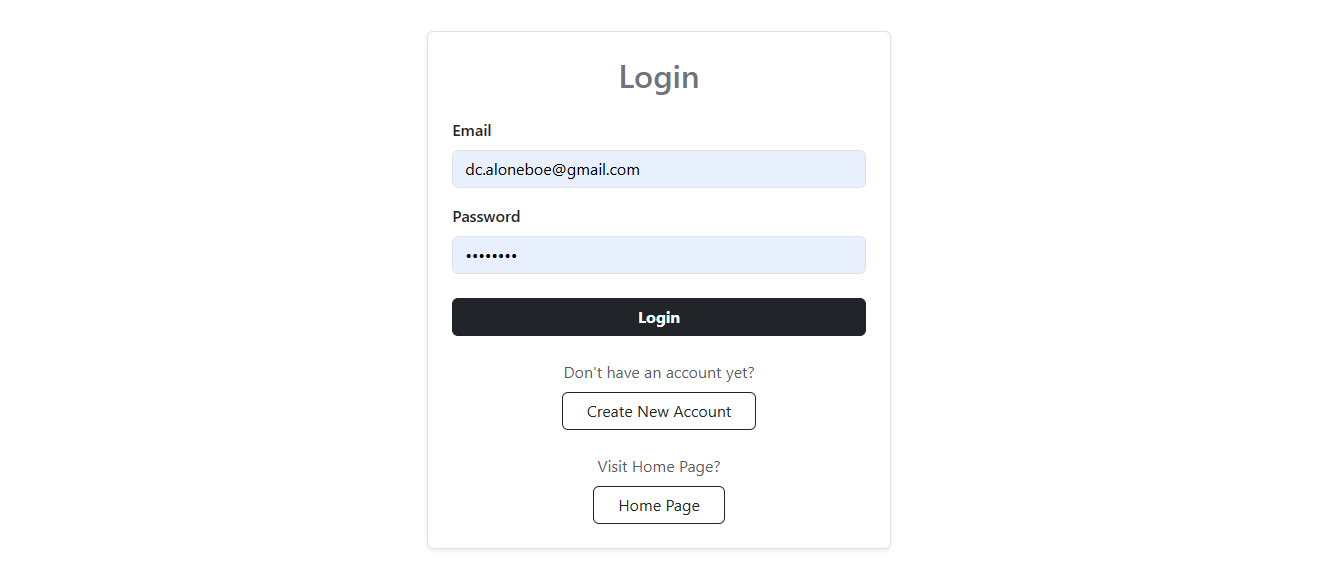 Login
Email
dc.aloneboe@gmail.com
Password
••••••••
Login
Don't have an account yet?
Create New Account
Visit Home Page?
Home Page